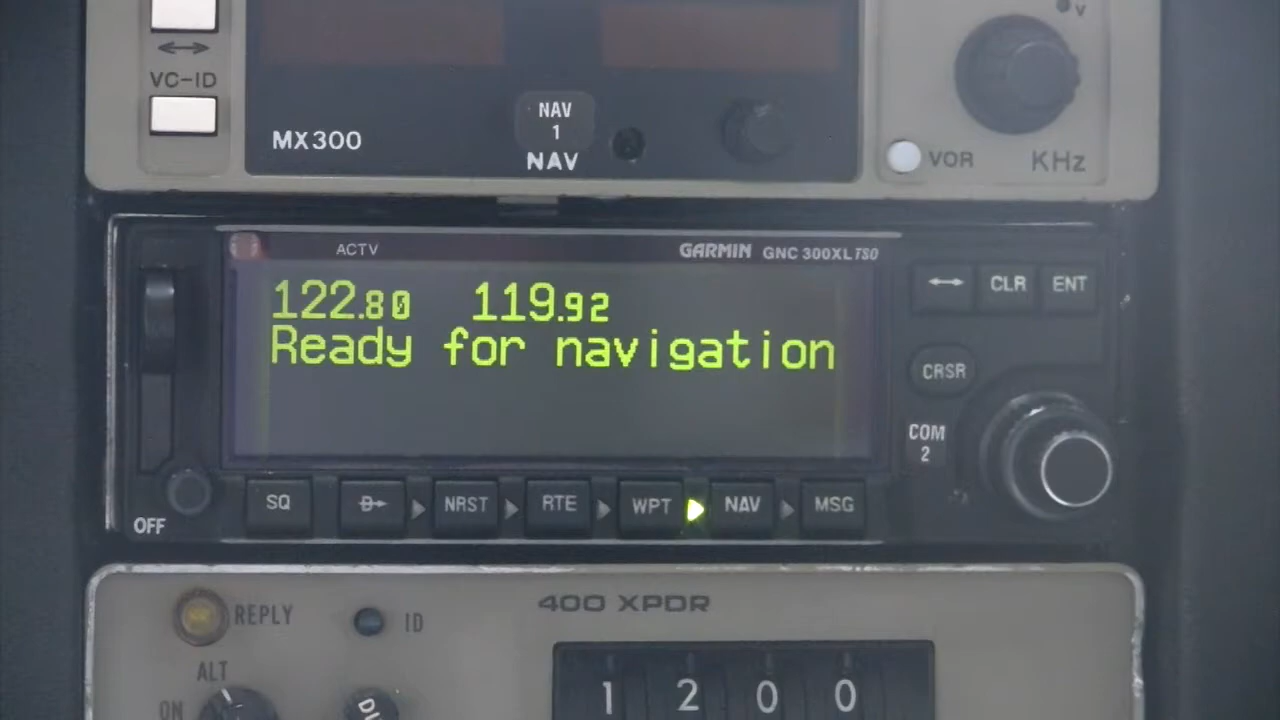 V
VC-ID
MX300
NAV
1
NAV
VOR
KHz
ACTV
GARMIN GNC 300XL TSO
122.80 119.92
Ready for navigation
CLR ENT
CRSR
COM
2
OFF
SQ D NRST RTE WPT NAV MSG
REPLY ID
400 XPDR
ALT
ON
1 2 0 0